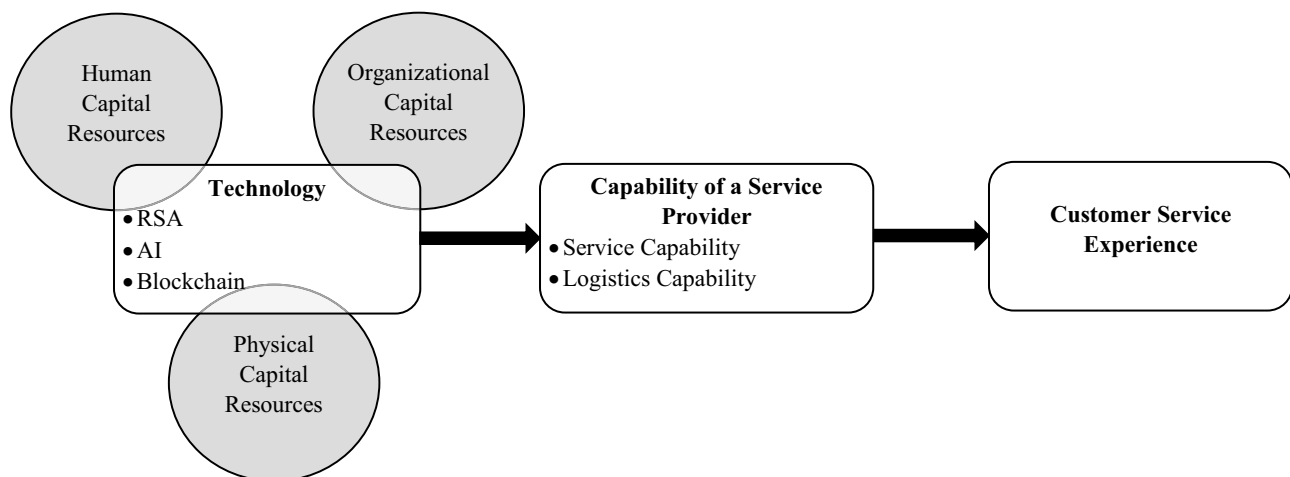 Human
Capital
Resources
Organizational
Capital
Resources
Technology
• RSA
• AI
• Blockchain
Physical
Capital
Resources
Capability of a Service
Provider
• Service Capability
• Logistics Capability
Customer Service
Experience